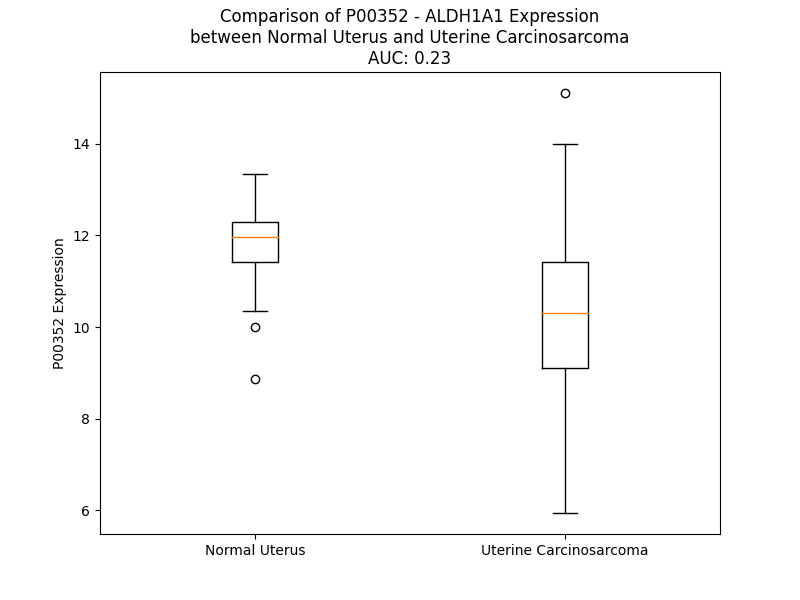 Comparison of P00352 - ALDH1A1 Expression
between Normal Uterus and Uterine Carcinosarcoma
AUC: 0.23
14
12
10
8
6
P00352 Expression
Normal Uterus
Uterine Carcinosarcoma